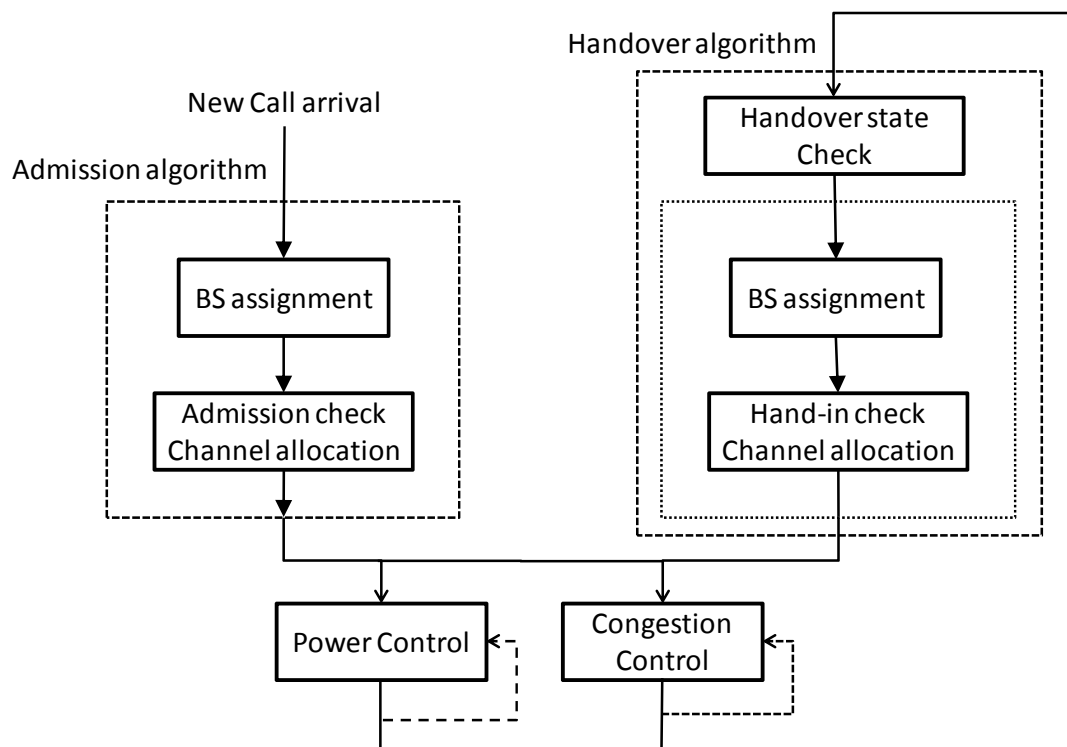 Handover algorithm
New Call arrival
Handover state
Check
Admission algorithm
BS assignment
BS assignment
Admission check
Channel allocation
Hand-in check
Channel allocation
Power Control
Congestion
Control